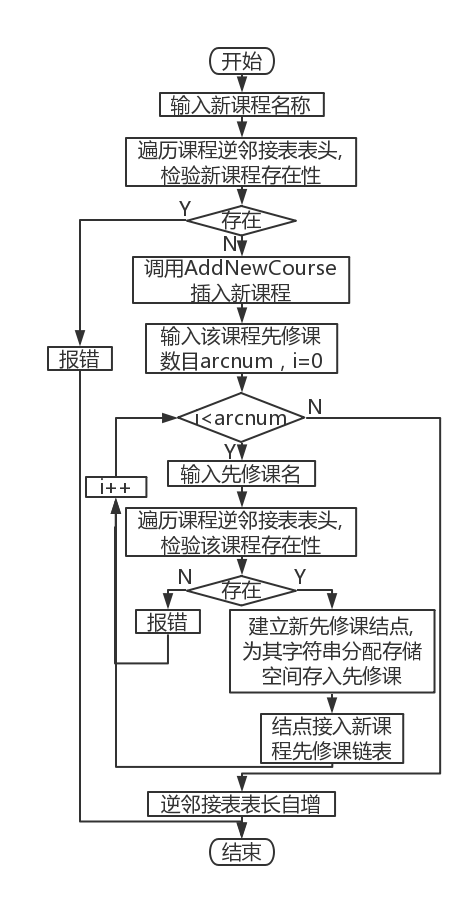 开始
输入新课程名称
遍历课程逆邻接表表头,
检验新课程存在性
Y
存在
N
调用AddNewCourse
插入新课程
输入该课程先修课
数目arcnum，i=0
报错
i<arcnum
N
Y
输入先修课名
i++
遍历课程逆邻接表表头,
检验该课程存在性
N
存在
Y
报错
建立新先修课结点,
为其字符串分配存储
空间存入先修课
结点接入新课
程先修课链表
逆邻接表表长自增
结束